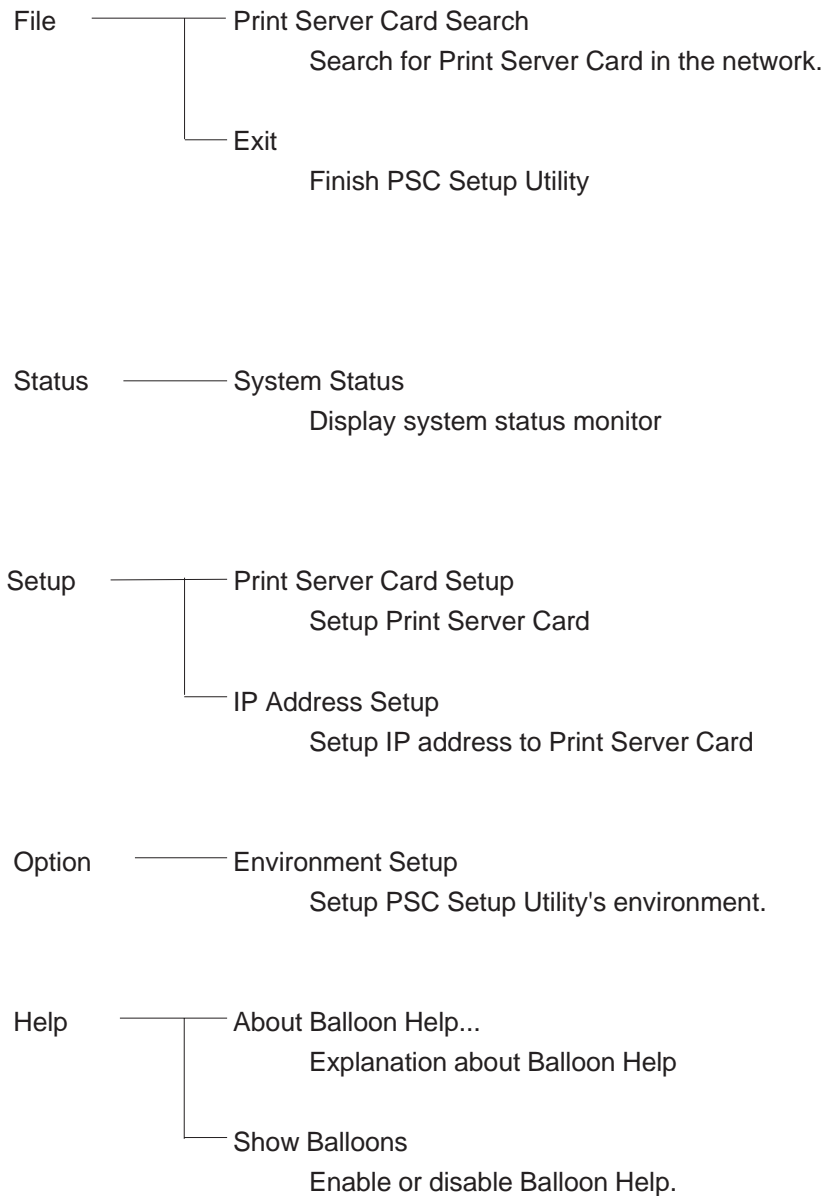 File Print Server Card Search
Search for Print Server Card in the network.
Exit
Finish PSC Setup Utility
Status System Status
Display system status monitor
Setup Print Server Card Setup
Setup Print Server Card
IP Address Setup
Setup IP address to Print Server Card
Option Environment Setup
Setup PSC Setup Utility's environment.
Help About Balloon Help...
Explanation about Balloon Help
Show Balloons
Enable or disable Balloon Help.